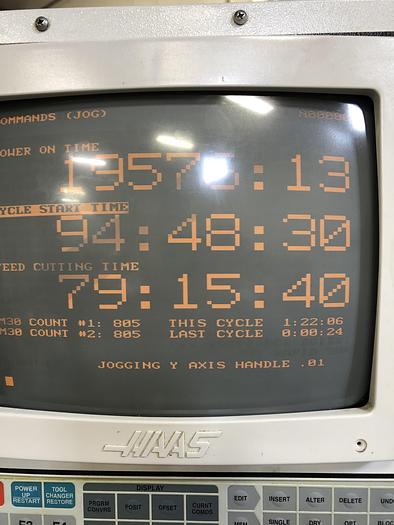 OMMANDS (JOG)
OWER ON TIME
:13
YCLE START TIME
94:48:30
EED CUTTING TIME
79:15:40
M30 COUNT #1: 805 THIS CYCLE 1:22:06
M30 COUNT #2: 805 LAST CYCLE 0:08:24
JOGGING Y AXIS HANDLE .01
HAAS
POWER UP RESTART
TOOL CHANGER RESTORE
DISPLAY
PRGRM CONVRS
POSIT
OFSET
CURNT COMDS
EDIT
INSERT
ALTER
DELETE
MEM
SINGLE
DRY
OPT